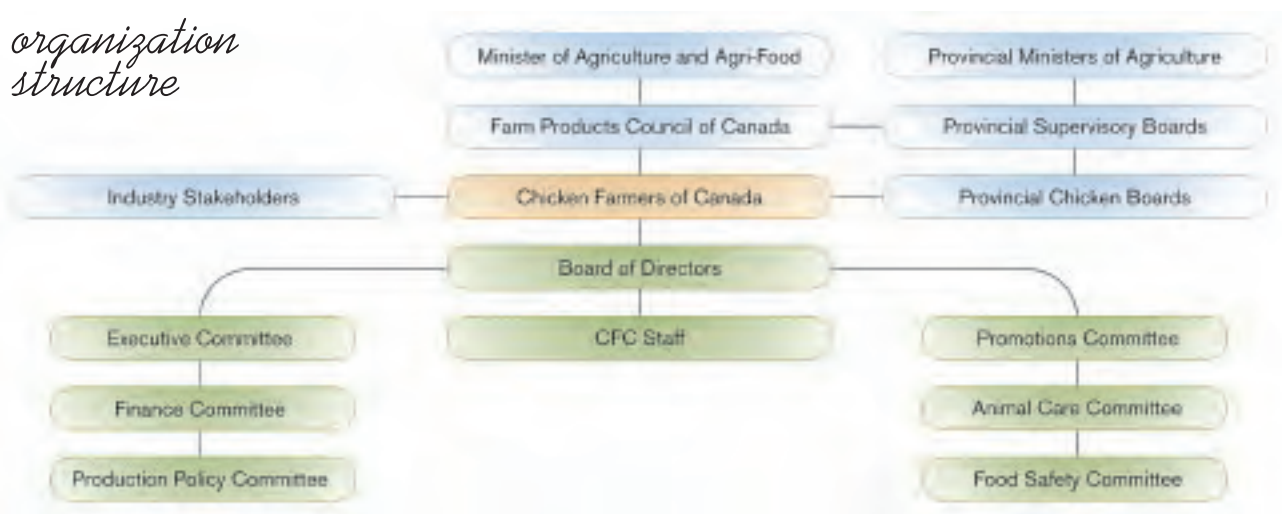 organization
structure
Minister of Agriculture and Agri-Food
Provincial Ministers of Agriculture
Farm Products Council of Canada
Provincial Supervisory Boards
Industry Stakeholders
Chicken Farmers of Canada
Provincial Chicken Boards
Board of Directors
Executive Committee
CFC Staff
Promotions Committee
Finance Committee
Animal Care Committee
Production Policy Committee
Food Safety Committee